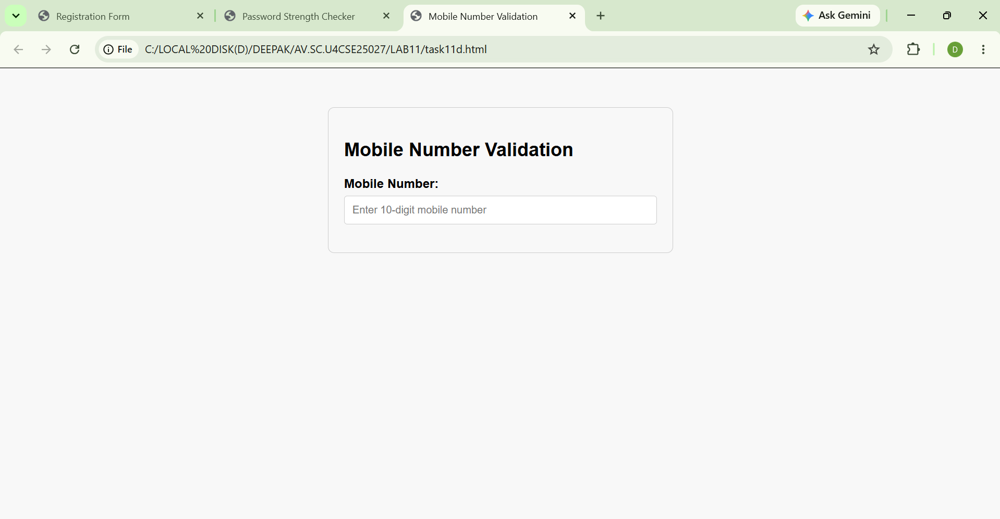 Registration Form
Password Strength Checker
Mobile Number Validation
Ask Gemini
File
C:/LOCAL%20DISK(D)/DEEPAK/AV.SC.U4CSE25027/LAB11/task11d.html
D
Mobile Number Validation
Mobile Number:
Enter 10-digit mobile number